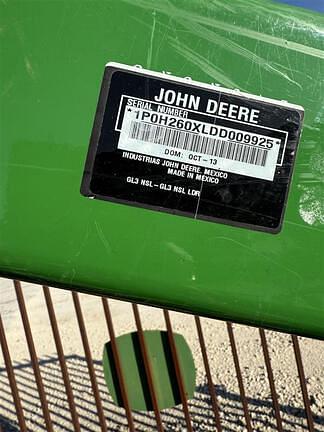 JOHN DEERE
SERIAL NUMBER
*1P0H260XLDD009925*
DOM: OCT-13
INDUSTRIAS JOHN DEERE, MEXICO
MADE IN MEXICO
GL3 NSL-GL3 NSL LDR